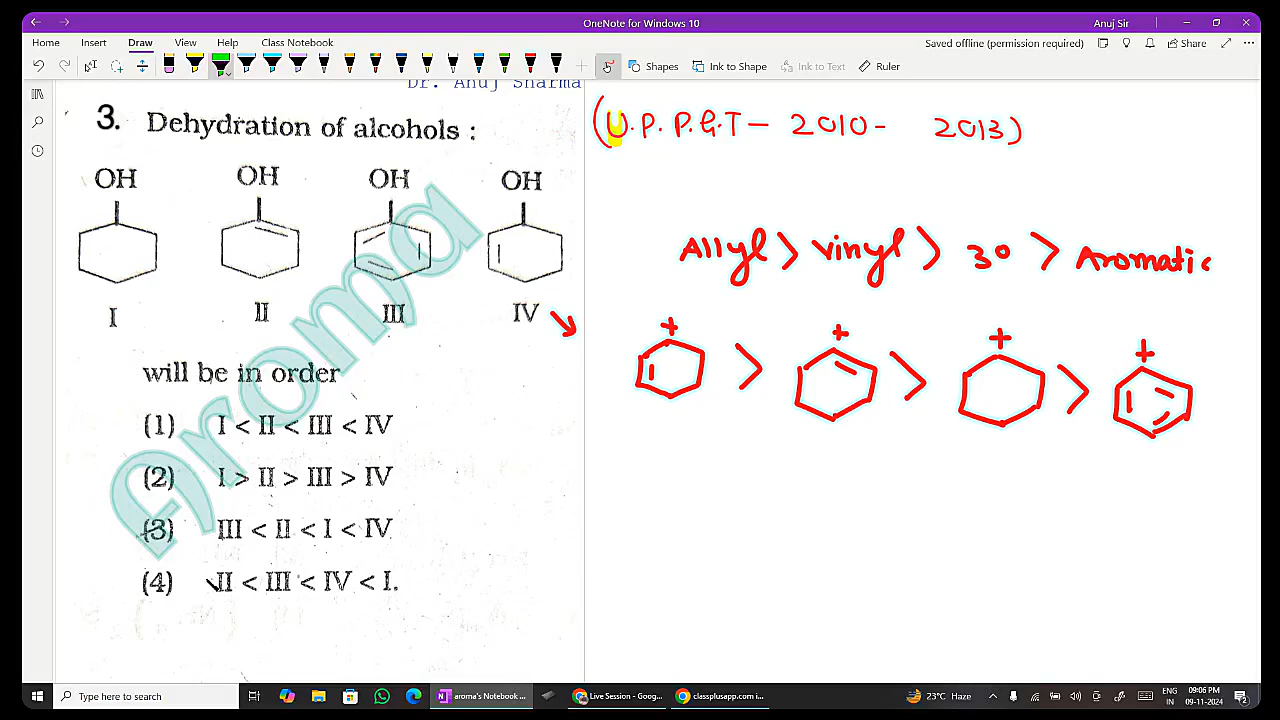 OneNote for Windows 10
Anuj Sir
Home Insert Draw View Help Class Notebook
Saved offline (permission required)
Share
Shapes
Ink to Shape
Ink to Text
Ruler
Dr. Anuj Sharma
3. Dehydration of alcohols :
OH OH OH OH
I II III IV
will be in order
(1) I < II < III < IV
(2) I > II > III > IV
(3) III < II < I < IV
(4) II < III < IV < I.
Aroma
(U.P. P.G.T - 2010 - 2013)
Allyl > vinyl > 3° > Aromatic
+ > + > + > +
Type here to search
aroma's Notebook ...
Live Session - Goog...
classplusapp.com i...
23°C Haze
ENG
IN
09:06 PM
09-11-2024